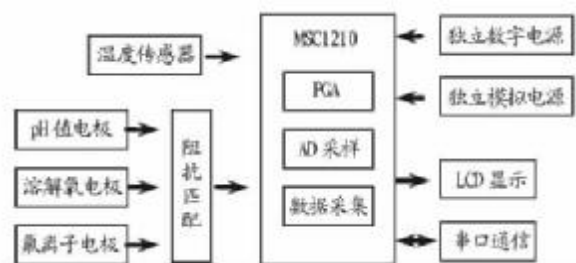 MSC1210
温度传感器
独立数字电源
PGA
独立模拟电源
pH值电极
阻抗匹配
AD采样
溶解氧电极
LCD显示
数据采集
氟离子电极
串口通信